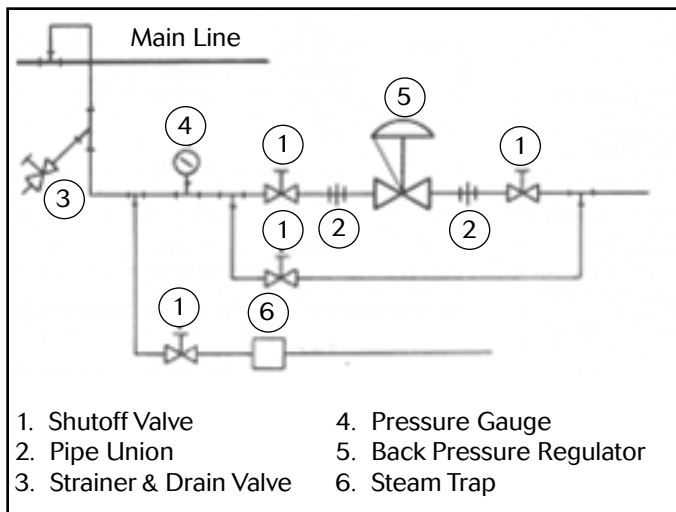 Main Line
5
4
1
1
3
2
2
1
1
6
1. Shutoff Valve
2. Pipe Union
3. Strainer & Drain Valve
4. Pressure Gauge
5. Back Pressure Regulator
6. Steam Trap